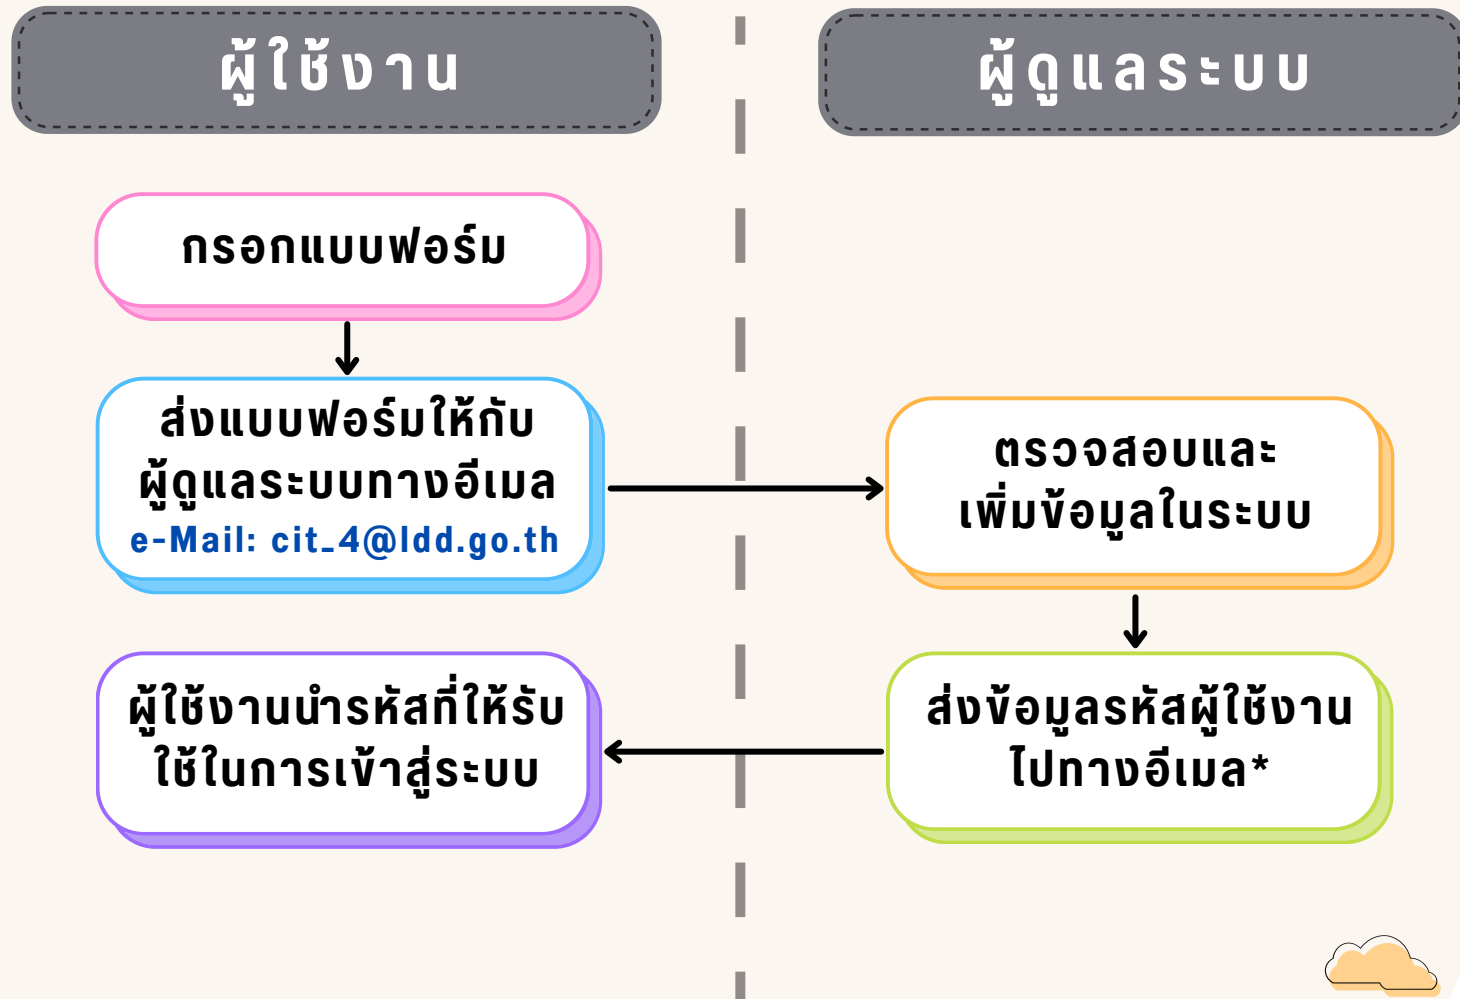 ผู้ใช้งาน
ผู้ดูแลระบบ
กรอกแบบฟอร์ม
ส่งแบบฟอร์มให้กับ
ผู้ดูแลระบบทางอีเมล
e-Mail: cit_4@ldd.go.th
ตรวจสอบและ
เพิ่มข้อมูลในระบบ
ส่งข้อมูลรหัสผู้ใช้งาน
ไปทางอีเมล*
ผู้ใช้งานนำรหัสที่ให้รับ
ใช้ในการเข้าสู่ระบบ